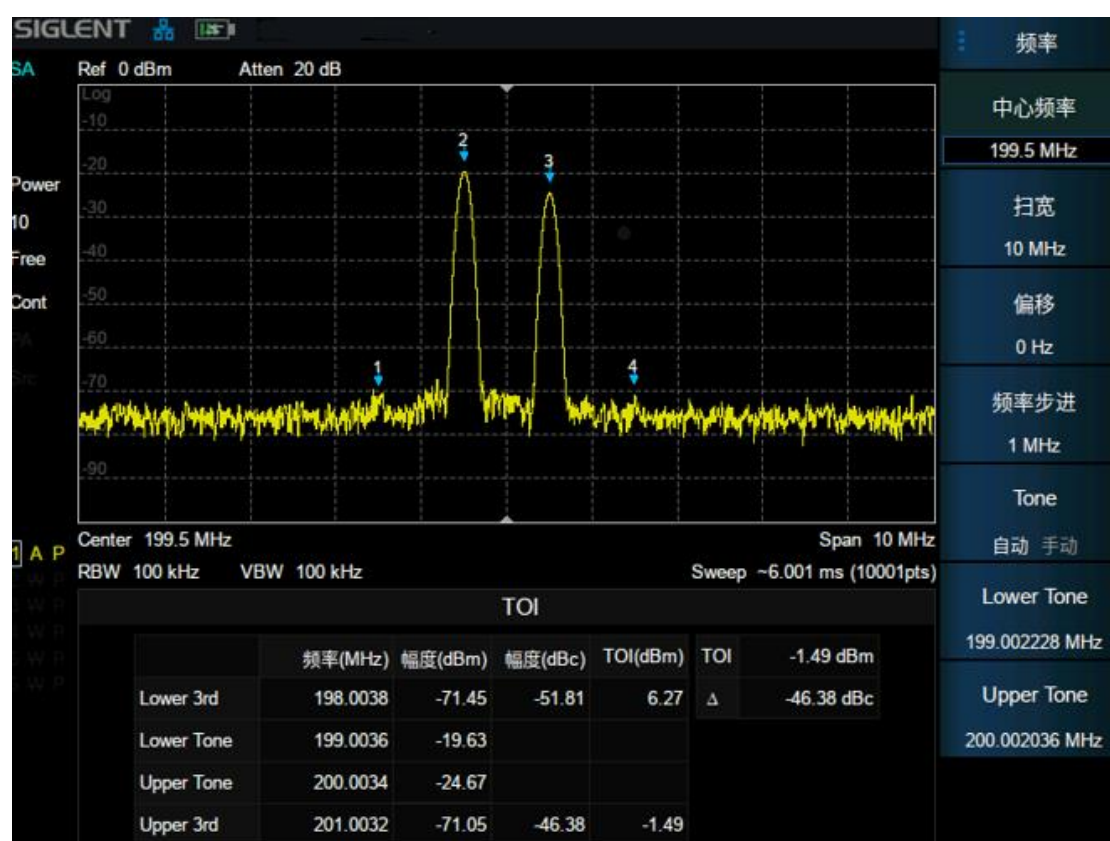 SIGLENT
频率
SA Ref 0 dBm Atten 20 dB
Log
-10
中心频率
199.5 MHz
2
3
-20
Power
10
-30
扫宽
10 MHz
Free
-40
Cont
-50
偏移
0 Hz
PA
-60
1
4
Src
-70
频率步进
1 MHz
-90
Tone
自动 手动
Center 199.5 MHz Span 10 MHz
1 A P
RBW 100 kHz VBW 100 kHz Sweep ~6.001 ms (10001pts)
Lower Tone
199.002228 MHz
TOI
频率(MHz) 幅度(dBm) 幅度(dBc) TOI(dBm) TOI -1.49 dBm
Lower 3rd 198.0038 -71.45 -51.81 6.27 Δ -46.38 dBc
Upper Tone
200.002036 MHz
Lower Tone 199.0036 -19.63
Upper Tone 200.0034 -24.67
Upper 3rd 201.0032 -71.05 -46.38 -1.49